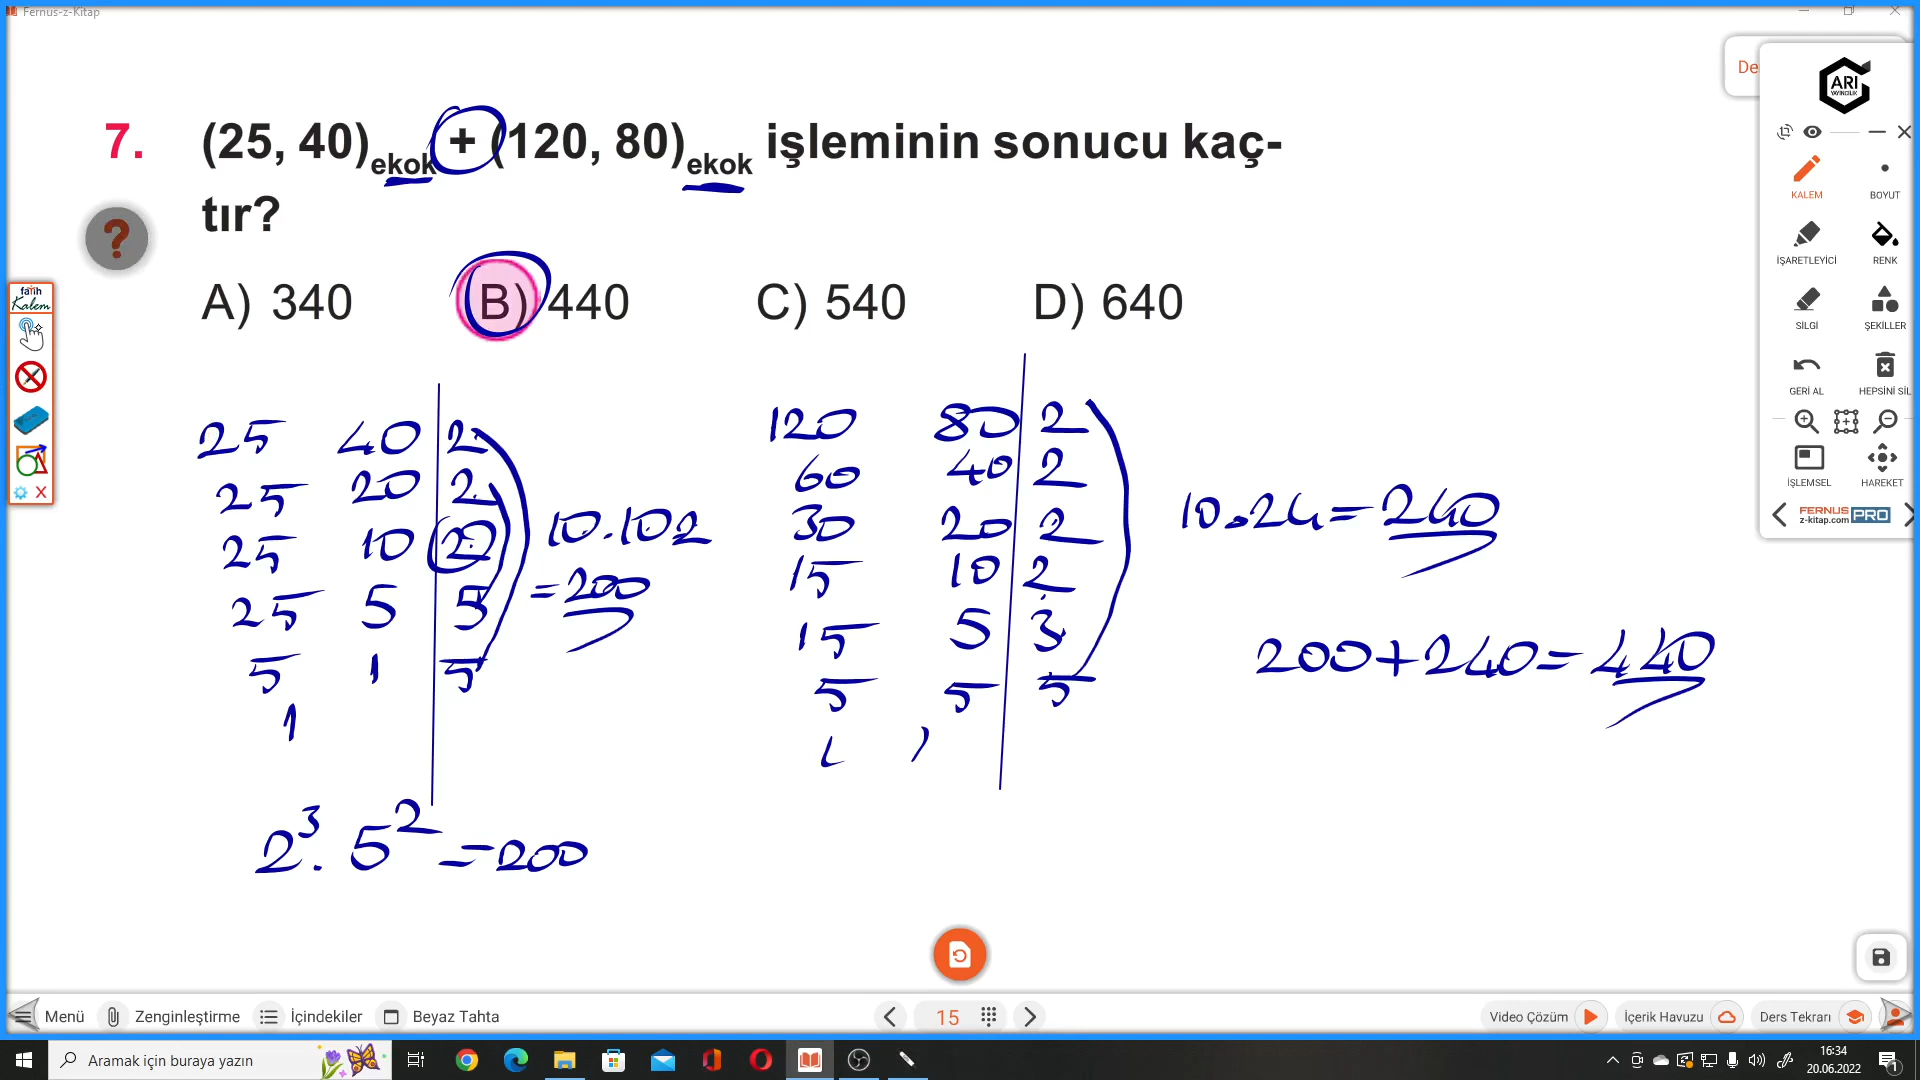 Fernus-z-Kitap
De
ARI
YAYINCILIK
7. (25, 40)ekok + (120, 80)ekok işleminin sonucu kaç-
tır?
A) 340 B) 440 C) 540 D) 640
fatih
Kalem
X
KALEM BOYUT
İŞARETLEYİCİ RENK
SİLGİ ŞEKİLLER
GERİ AL HEPSİNİ SİL
İŞLEMSEL HAREKET
FERNUS
z-kitap.com PRO
25 40 2
25 20 2
25 10 2
25 5 5
5 1 5
1
10.10.2
=200
2³. 5² =200
120 80 2
60 40 2
30 20 2
15 10 2
15 5 3
5 5 5
10.24=240
200+240=440
Menü Zenginleştirme İçindekiler Beyaz Tahta 15 Video Çözüm İçerik Havuzu Ders Tekrarı
Aramak için buraya yazın
16:34
20.06.2022
1